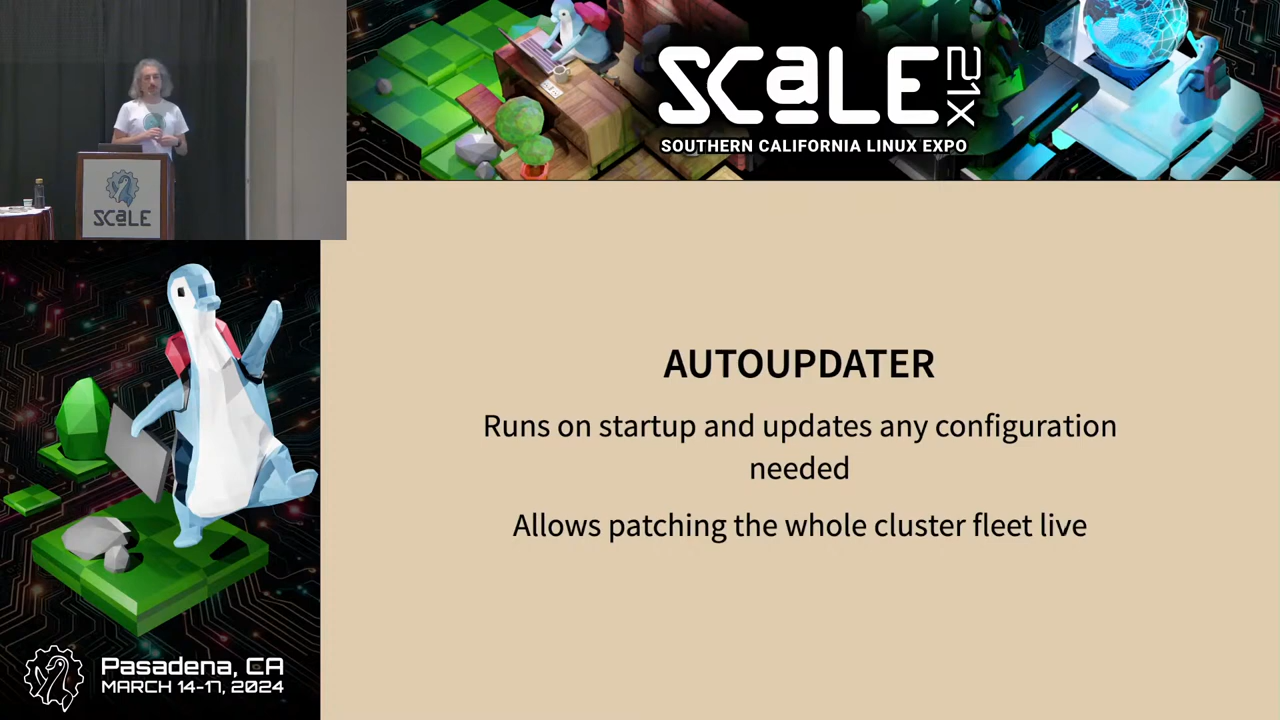 SCaLE
21X
SOUTHERN CALIFORNIA LINUX EXPO
SCaLE
AUTOUPDATER
Runs on startup and updates any configuration
needed
Allows patching the whole cluster fleet live
Pasadena, CA
MARCH 14-17, 2024